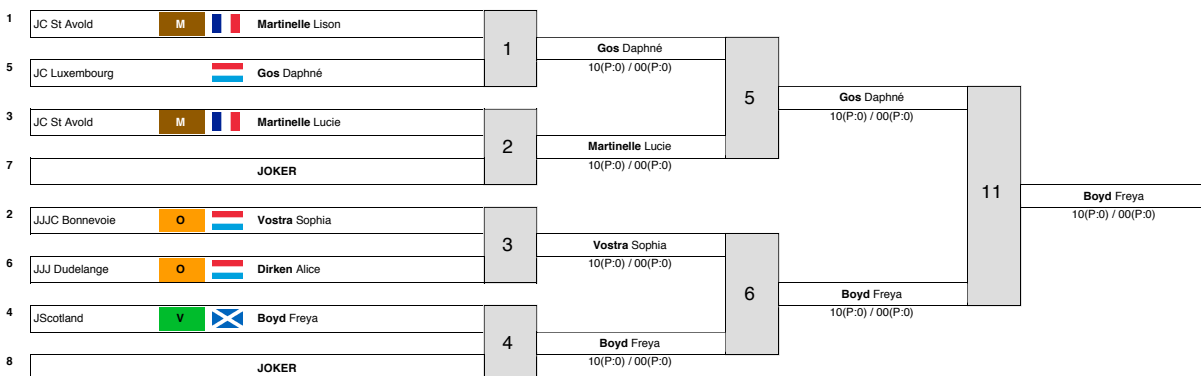 1 JC St Avold M Martinelle Lison
1
Gos Daphné
10(P:0) / 00(P:0)
5 JC Luxembourg Gos Daphné
5
Gos Daphné
10(P:0) / 00(P:0)
3 JC St Avold M Martinelle Lucie
2
Martinelle Lucie
10(P:0) / 00(P:0)
7 JOKER
11
Boyd Freya
10(P:0) / 00(P:0)
2 JJJC Bonnevoie O Vostra Sophia
3
Vostra Sophia
10(P:0) / 00(P:0)
6 JJJ Dudelange O Dirken Alice
6
Boyd Freya
10(P:0) / 00(P:0)
4 JScotland V Boyd Freya
4
Boyd Freya
10(P:0) / 00(P:0)
8 JOKER